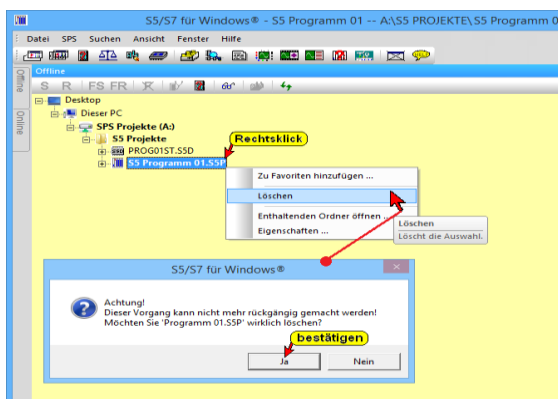 S5/S7 für Windows® - S5 Programm 01 -- A:\S5 PROJEKTE\S5 Programm 0
Datei SPS Suchen Ansicht Fenster Hilfe
Offline
Offline
Online
S R FS FR
Desktop
Dieser PC
SPS Projekte (A:)
S5 Projekte
PROG01ST.S5D
S5 Programm 01.S5P
Rechtsklick
Zu Favoriten hinzufügen ...
Löschen
Enthaltenden Ordner öffnen ...
Eigenschaften ...
Löschen
Löscht die Auswahl.
S5/S7 für Windows®
Achtung!
Dieser Vorgang kann nicht mehr rückgängig gemacht werden!
Möchten Sie 'Programm 01.S5P' wirklich löschen?
bestätigen
Ja Nein